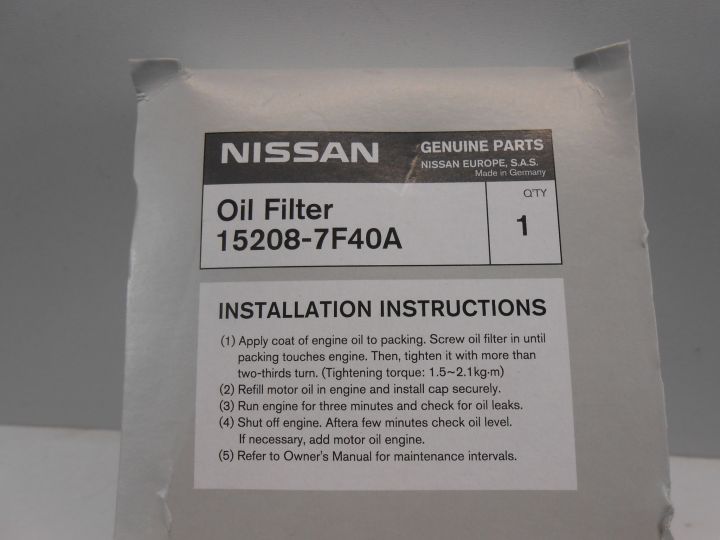 NISSAN
GENUINE PARTS
NISSAN EUROPE, S.A.S.
Made in Germany
Oil Filter
15208-7F40A
Q'TY
1
INSTALLATION INSTRUCTIONS
(1) Apply coat of engine oil to packing. Screw oil filter in until
packing touches engine. Then, tighten it with more than
two-thirds turn. (Tightening torque: 1.5~2.1kg·m)
(2) Refill motor oil in engine and install cap securely.
(3) Run engine for three minutes and check for oil leaks.
(4) Shut off engine. Aftera few minutes check oil level.
If necessary, add motor oil engine.
(5) Refer to Owner's Manual for maintenance intervals.